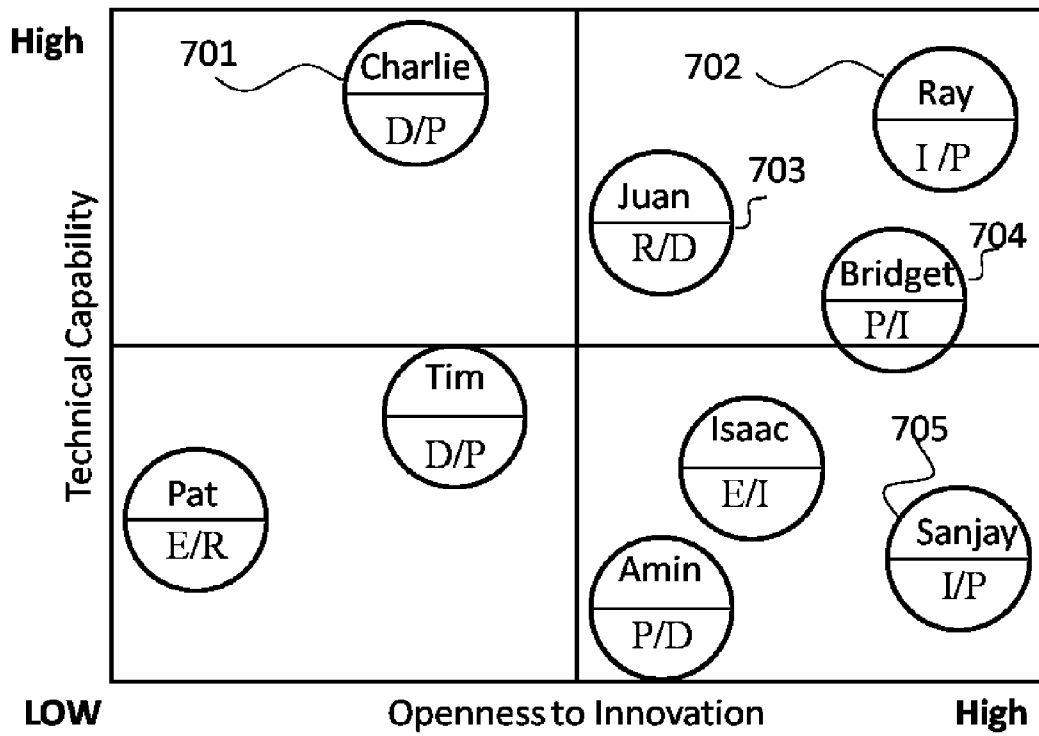 High
701
Charlie
D/P
702
Ray
I /P
Juan
R/D
703
704
Bridget
P/I
Technical Capability
Tim
D/P
Pat
E/R
Isaac
E/I
705
Sanjay
I/P
Amin
P/D
LOW
Openness to Innovation
High